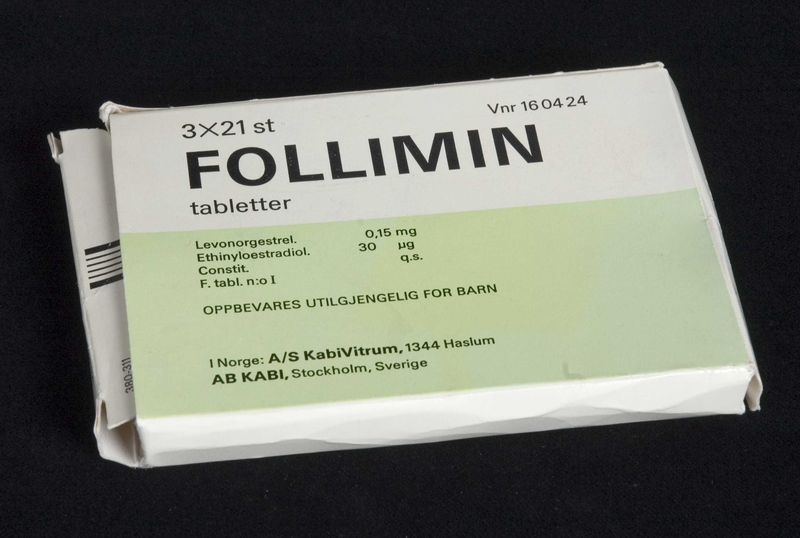 3×21 st
Vnr 16 04 24
FOLLIMIN
tabletter
Levonorgestrel. 0,15 mg
Ethinyloestradiol. 30 µg
Constit. q.s.
F. tabl. n:o I
OPPBEVARES UTILGJENGELIG FOR BARN
I Norge: A/S KabiVitrum, 1344 Haslum
AB KABI, Stockholm, Sverige
380-311